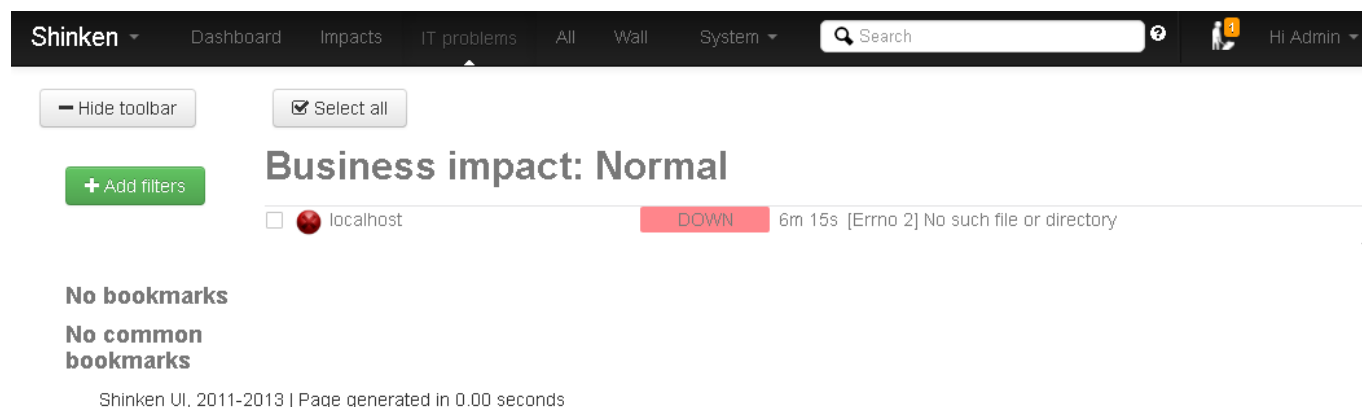 Shinken Dashboard Impacts IT problems All Wall System Search ? 1 Hi Admin
Hide toolbar Select all
Add filters
Business impact: Normal
localhost DOWN 6m 15s [Errno 2] No such file or directory
No bookmarks
No common
bookmarks
Shinken UI, 2011-2013 | Page generated in 0.00 seconds